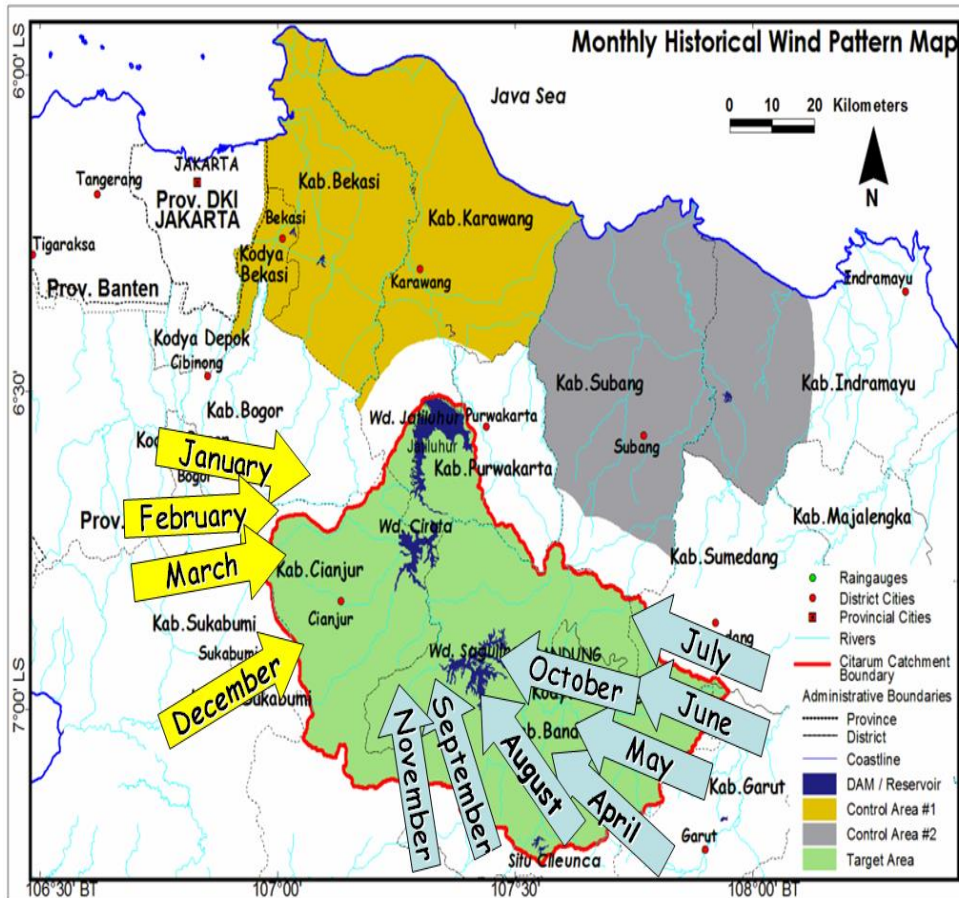 Monthly Historical Wind Pattern Map
6°00' LS
Java Sea
0 10 20 Kilometers
N
JAKARTA
Tangerang
Prov. DKI
JAKARTA
Kab.Bekasi
Bekasi
Kab.Karawang
Tigaraksa
Kodya
Bekasi
Karawang
Indramayu
Prov. Banten
Kodya Depok
Cibinong
6°30'
Kab.Bogor
Kab.Subang
Kab.Indramayu
Wd. Jatiluhur
Purwakarta
Jatiluhur
Subang
Kab.Purwakarta
January
Bogor
February
Prov.
Wd. Cirata
Kab.Majalengka
Kab.Sumedang
March
Kab.Cianjur
Cianjur
Kab.Sukabumi
Sukabumi
July
Wd. Saguling
October
December
Sukabumi
7°00' LS
June
November
September
August
May
April
Kab.Garut
Garut
Situ Cileunca
Raingauges
District Cities
Provincial Cities
Rivers
Citarum Catchment
Boundary
Administrative Boundaries
Province
District
Coastline
DAM / Reservoir
Control Area #1
Control Area #2
Target Area
106°30' BT
107°00'
107°30'
108°00' BT